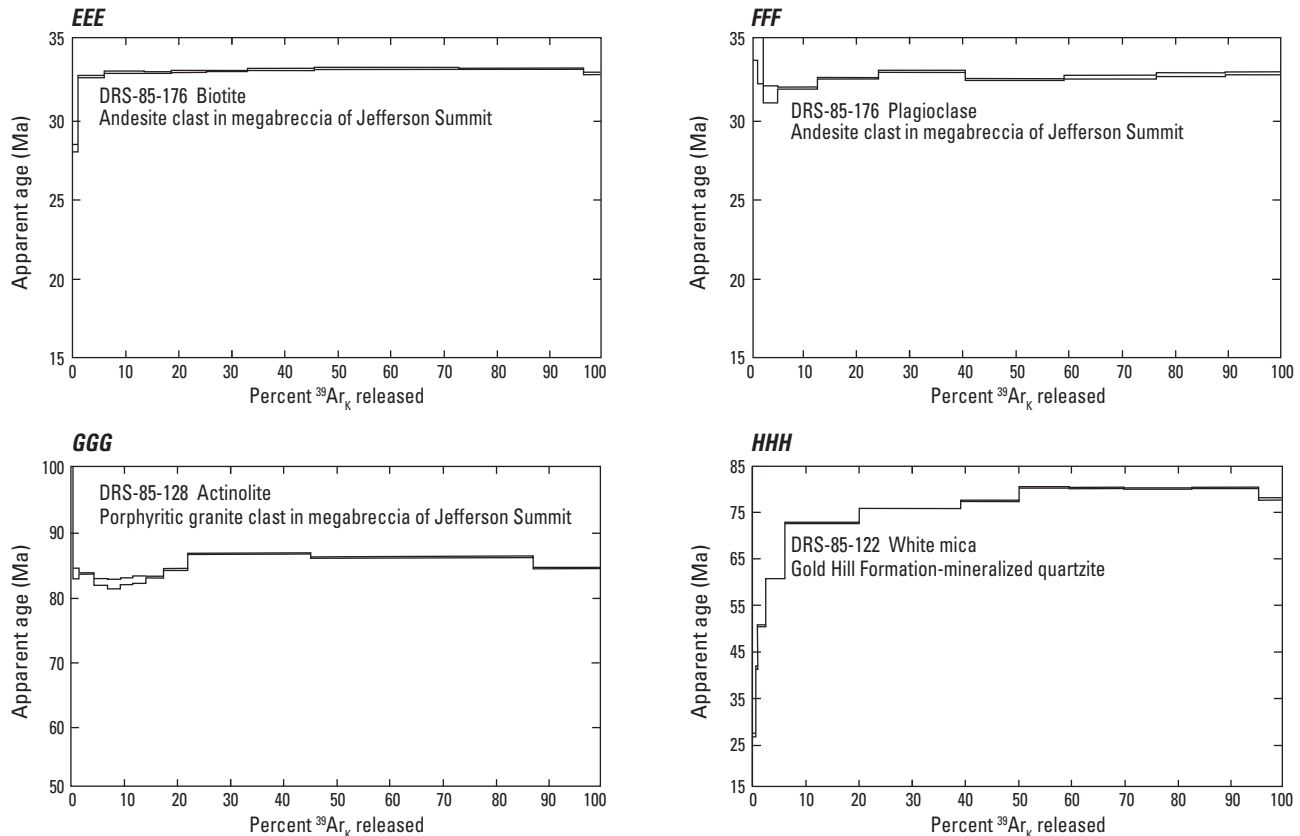 EEE
35
30
25
20
15
Apparent age (Ma)
DRS-85-176 Biotite
Andesite clast in megabreccia of Jefferson Summit
0 10 20 30 40 50 60 70 80 90 100
Percent ³⁹Arₖ released
FFF
35
30
25
20
15
Apparent age (Ma)
DRS-85-176 Plagioclase
Andesite clast in megabreccia of Jefferson Summit
0 10 20 30 40 50 60 70 80 90 100
Percent ³⁹Arₖ released
GGG
100
90
80
70
60
50
Apparent age (Ma)
DRS-85-128 Actinolite
Porphyritic granite clast in megabreccia of Jefferson Summit
0 10 20 30 40 50 60 70 80 90 100
Percent ³⁹Arₖ released
HHH
85
75
65
55
45
35
25
15
Apparent age (Ma)
DRS-85-122 White mica
Gold Hill Formation-mineralized quartzite
0 10 20 30 40 50 60 70 80 90 100
Percent ³⁹Arₖ released